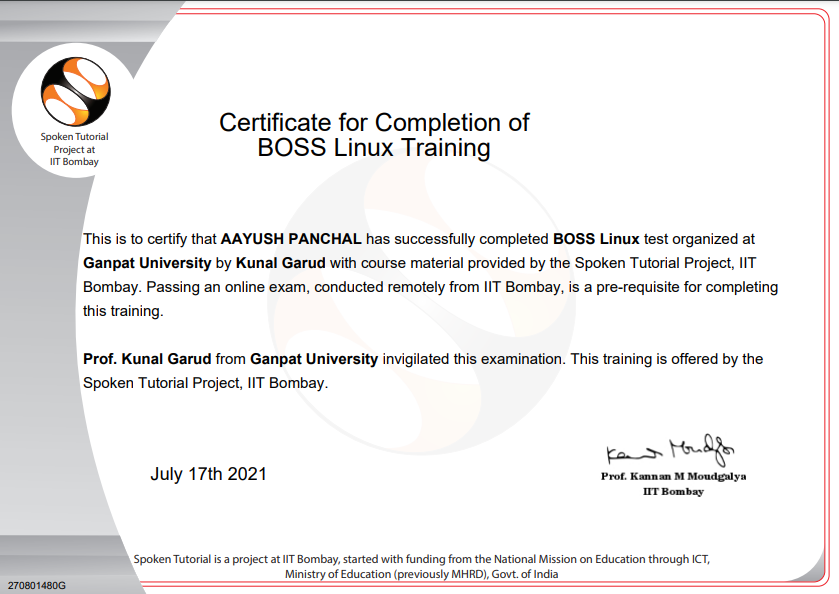 Spoken Tutorial
Project at
IIT Bombay
Certificate for Completion of
BOSS Linux Training
This is to certify that AAYUSH PANCHAL has successfully completed BOSS Linux test organized at
Ganpat University by Kunal Garud with course material provided by the Spoken Tutorial Project, IIT
Bombay. Passing an online exam, conducted remotely from IIT Bombay, is a pre-requisite for completing
this training.
Prof. Kunal Garud from Ganpat University invigilated this examination. This training is offered by the
Spoken Tutorial Project, IIT Bombay.
July 17th 2021
Kannan Moudgalya
Prof. Kannan M Moudgalya
IIT Bombay
Spoken Tutorial is a project at IIT Bombay, started with funding from the National Mission on Education through ICT,
Ministry of Education (previously MHRD), Govt. of India
270801480G